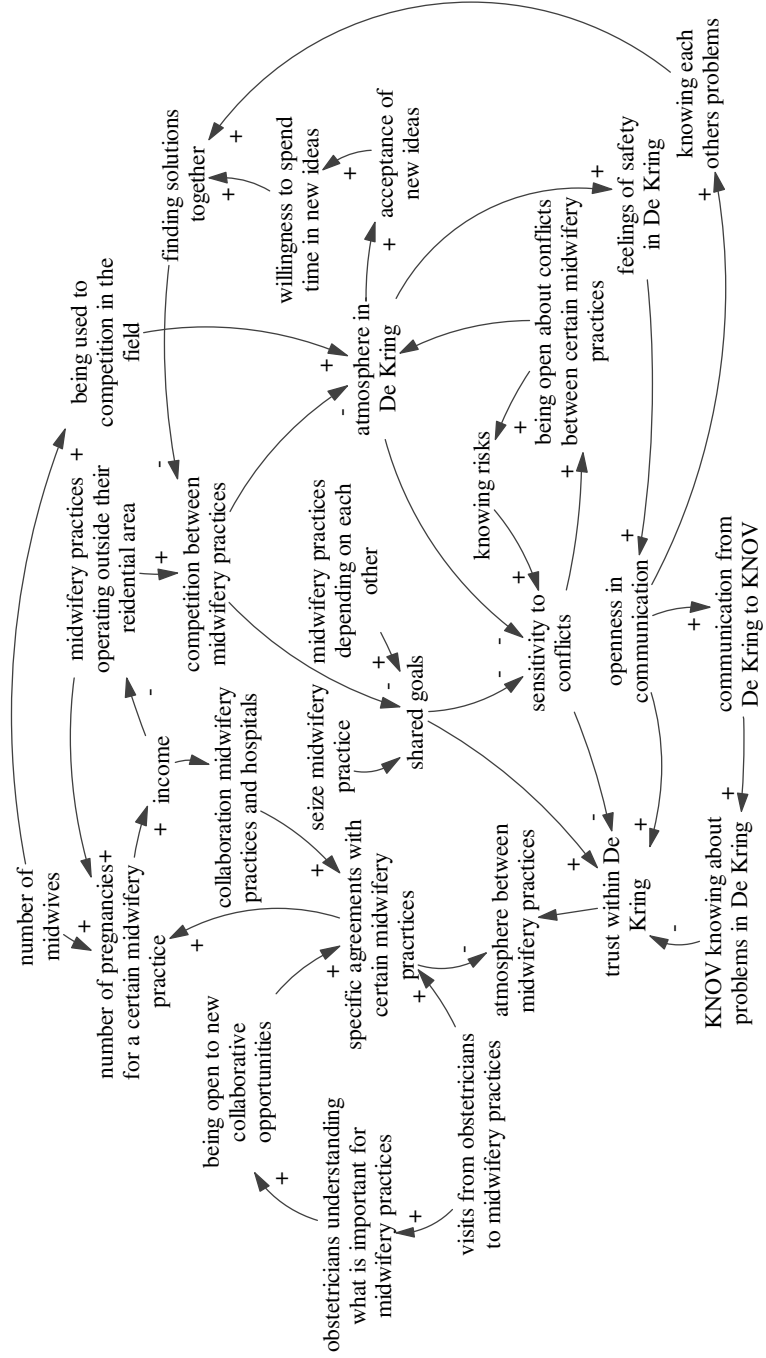 number of
midwives
being used to
competition in the
field
midwifery practices
operating outside their
reidential area
number of pregnancies
for a certain midwifery
practice
income
finding solutions
together
competition between
midwifery practices
collaboration midwifery
practices and hospitals
being open to new
collaborative
opportunities
willingness to spend
time in new ideas
seize midwifery
practice
midwifery practices
depending on each
other
acceptance of
new ideas
atmosphere in
De Kring
specific agreements with
certain midwifery
pracrtices
obstetricians understanding
what is important for
midwifery practices
shared goals
knowing risks
visits from obstetricians
to midwifery practices
atmosphere between
midwifery practices
sensitivity to
conflicts
being open about conflicts
between certain midwifery
practices
trust within De
Kring
openness in
communication
feelings of safety
in De Kring
knowing each
others problems
KNOV knowing about
problems in De Kring
communication from
De Kring to KNOV
+
+
+
+
-
+
-
+
+
+
+
+
+
+
+
-
+
-
-
+
+
+
-
-
+
+
+
-
+
+
-
+
+
+
+
-